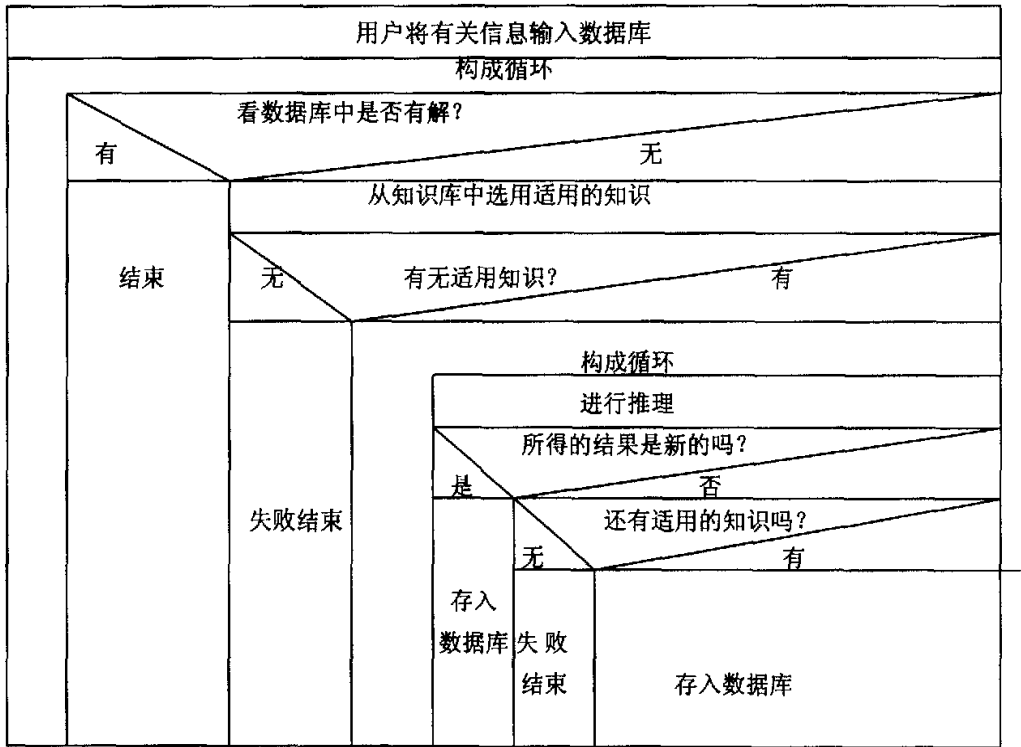 用户将有关信息输入数据库
构成循环
看数据库中是否有解?
有
无
从知识库中选用适用的知识
结束
无
有无适用知识?
有
构成循环
进行推理
所得的结果是新的吗?
是
否
失败结束
还有适用的知识吗?
无
有
存入
数据库
失 败
结束
存入数据库